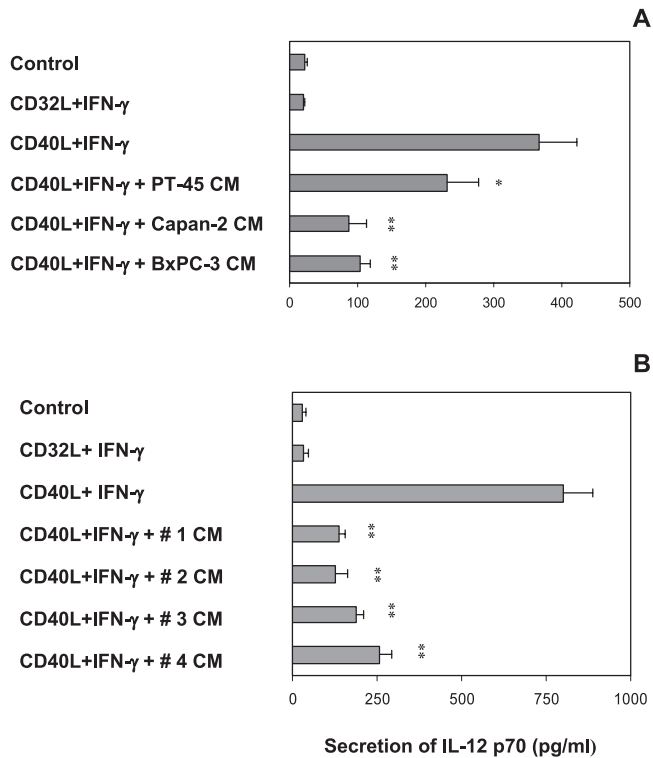 A
Control
CD32L+IFN-γ
CD40L+IFN-γ
CD40L+IFN-γ + PT-45 CM
*
CD40L+IFN-γ + Capan-2 CM
**
CD40L+IFN-γ + BxPC-3 CM
**
0 100 200 300 400 500
B
Control
CD32L+ IFN-γ
CD40L+ IFN-γ
CD40L+IFN-γ + # 1 CM
**
CD40L+IFN-γ + # 2 CM
**
CD40L+IFN-γ + # 3 CM
**
CD40L+IFN-γ + # 4 CM
**
0 250 500 750 1000
Secretion of IL-12 p70 (pg/ml)